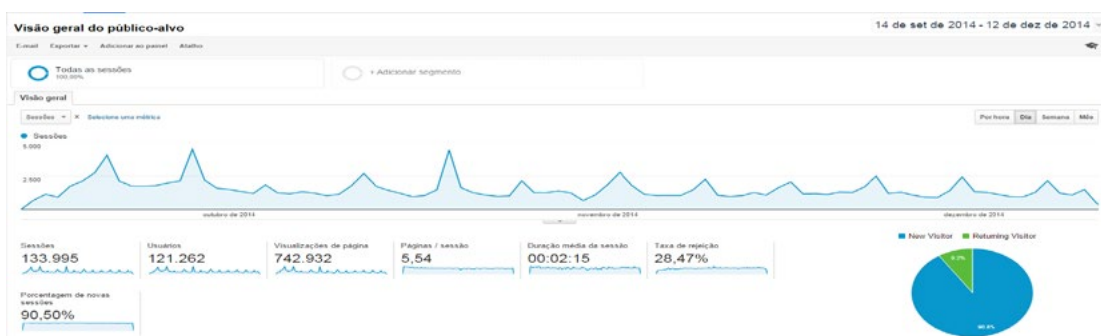 Visão geral do público-alvo
14 de set de 2014 - 12 de dez de 2014
E-mail Exportar Adicionar ao painel Atalho
Todas as sessões
100,00%
+ Adicionar segmento
Visão geral
Sessões × Selecione uma métrica
Por hora Dia Semana Mês
Sessões
5.000
2.500
outubro de 2014 novembro de 2014 dezembro de 2014
Sessões
133.995
Usuários
121.262
Visualizações de página
742.932
Páginas / sessão
5,54
Duração média da sessão
00:02:15
Taxa de rejeição
28,47%
Porcentagem de novas
sessões
90,50%
New Visitor Returning Visitor